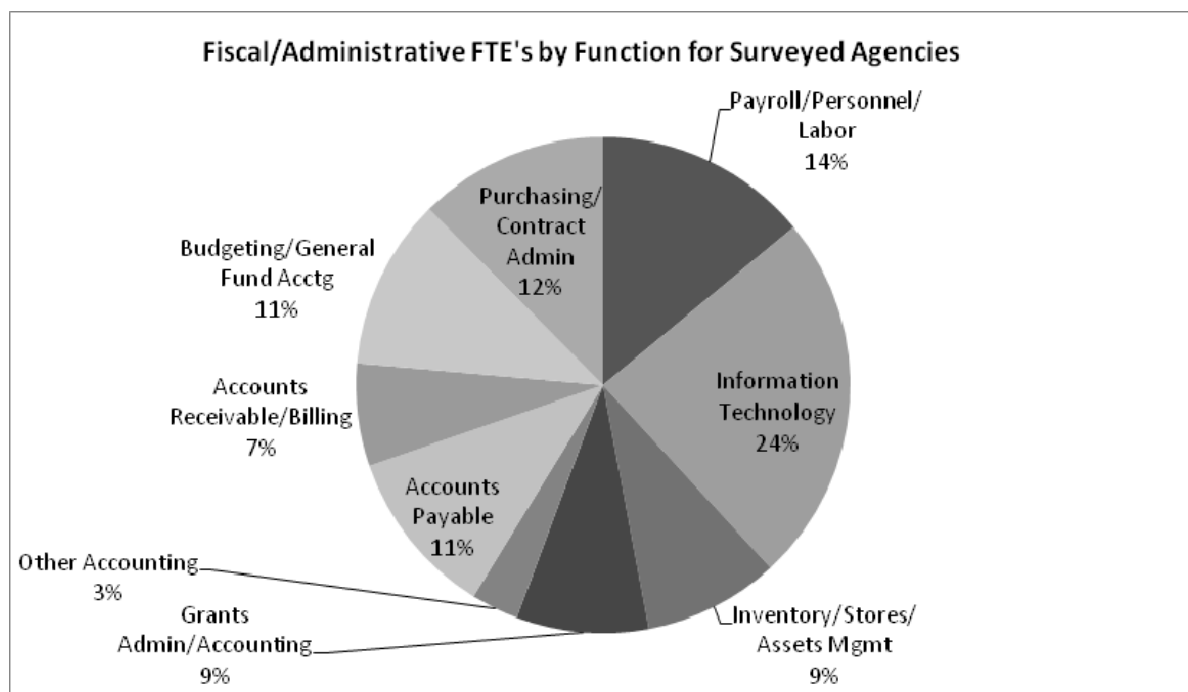 Fiscal/Administrative FTE's by Function for Surveyed Agencies
Payroll/Personnel/
Labor
14%
Information
Technology
24%
Inventory/Stores/
Assets Mgmt
9%
Grants
Admin/Accounting
9%
Other Accounting
3%
Accounts
Payable
11%
Accounts
Receivable/Billing
7%
Budgeting/General
Fund Acctg
11%
Purchasing/
Contract
Admin
12%